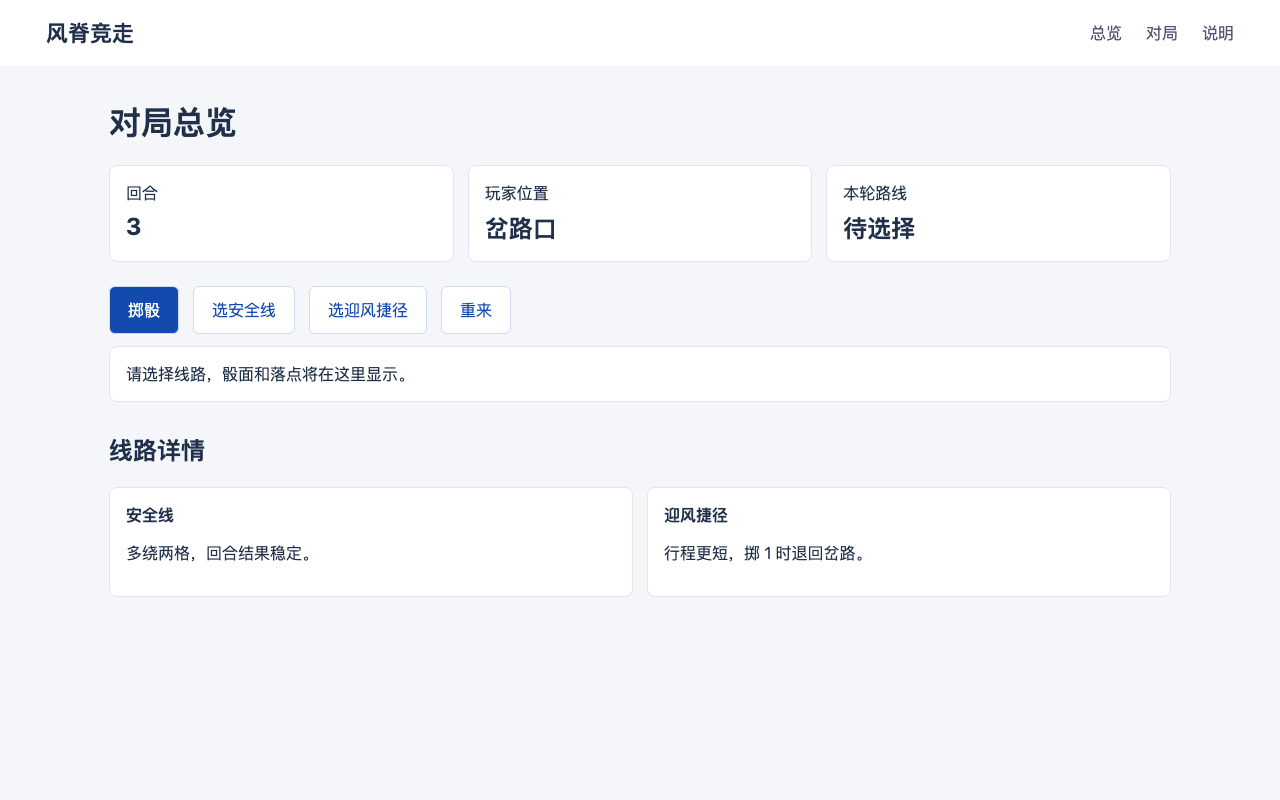 风脊竞走
总览 对局 说明
对局总览
回合
3
玩家位置
岔路口
本轮路线
待选择
掷骰 选安全线 选迎风捷径 重来
请选择线路，骰面和落点将在这里显示。
线路详情
安全线
多绕两格，回合结果稳定。
迎风捷径
行程更短，掷 1 时退回岔路。